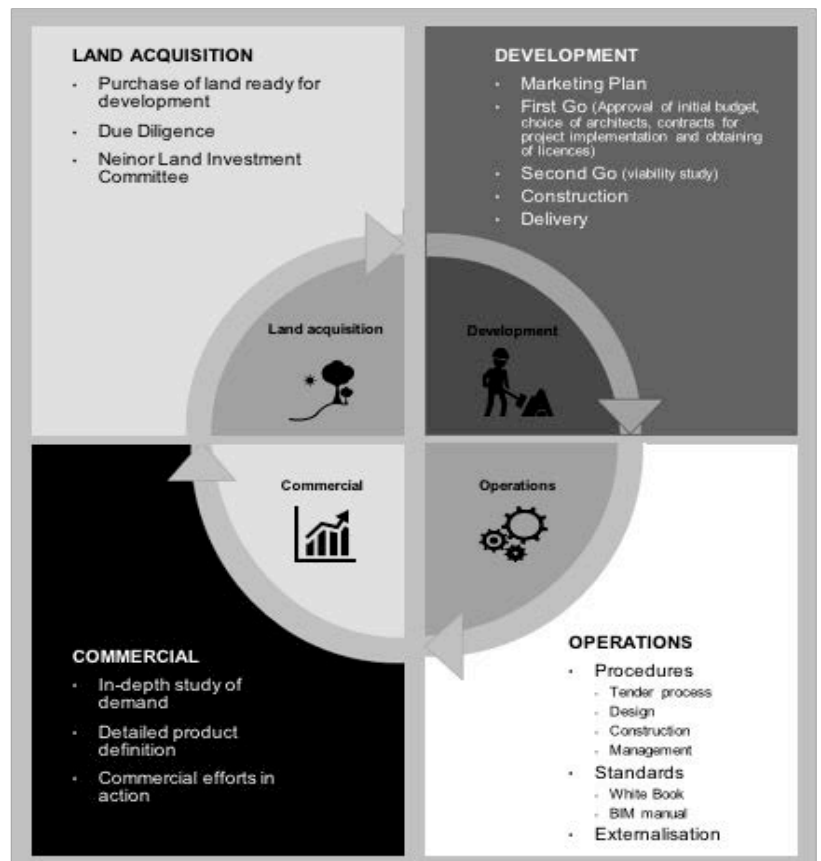 LAND ACQUISITION
• Purchase of land ready for
development
• Due Diligence
• Neinor Land Investment
Committee
DEVELOPMENT
• Marketing Plan
• First Go (Approval of initial budget,
choice of architects, contracts for
project implementation and obtaining
of licences)
• Second Go (viability study)
• Construction
• Delivery
Land acquisition
Development
Commercial
Operations
COMMERCIAL
• In-depth study of
demand
• Detailed product
definition
• Commercial efforts in
action
OPERATIONS
• Procedures
- Tender process
- Design
- Construction
- Management
• Standards
- White Book
- BIM manual
• Externalisation